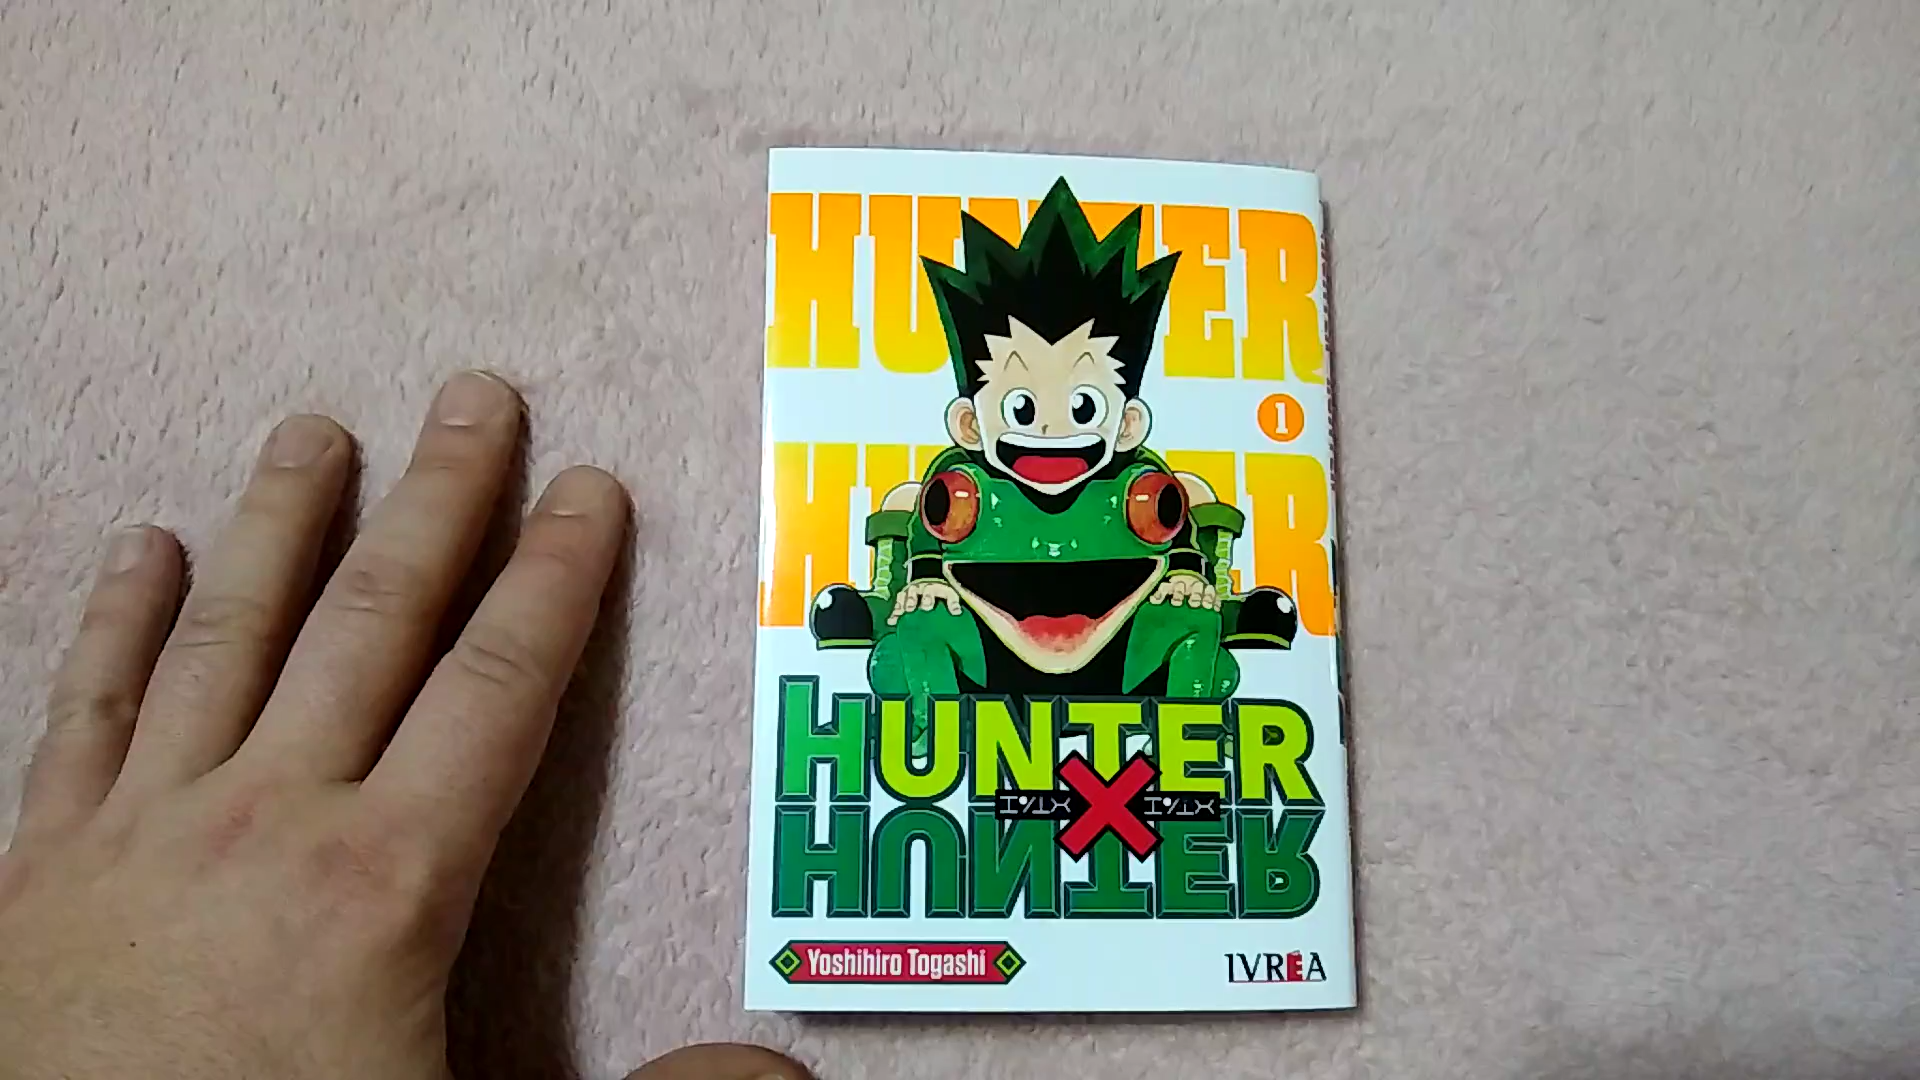 HUNTER
1
HUNTER
HUNTER
X
HUNTER
Yoshihiro Togashi
IVREA